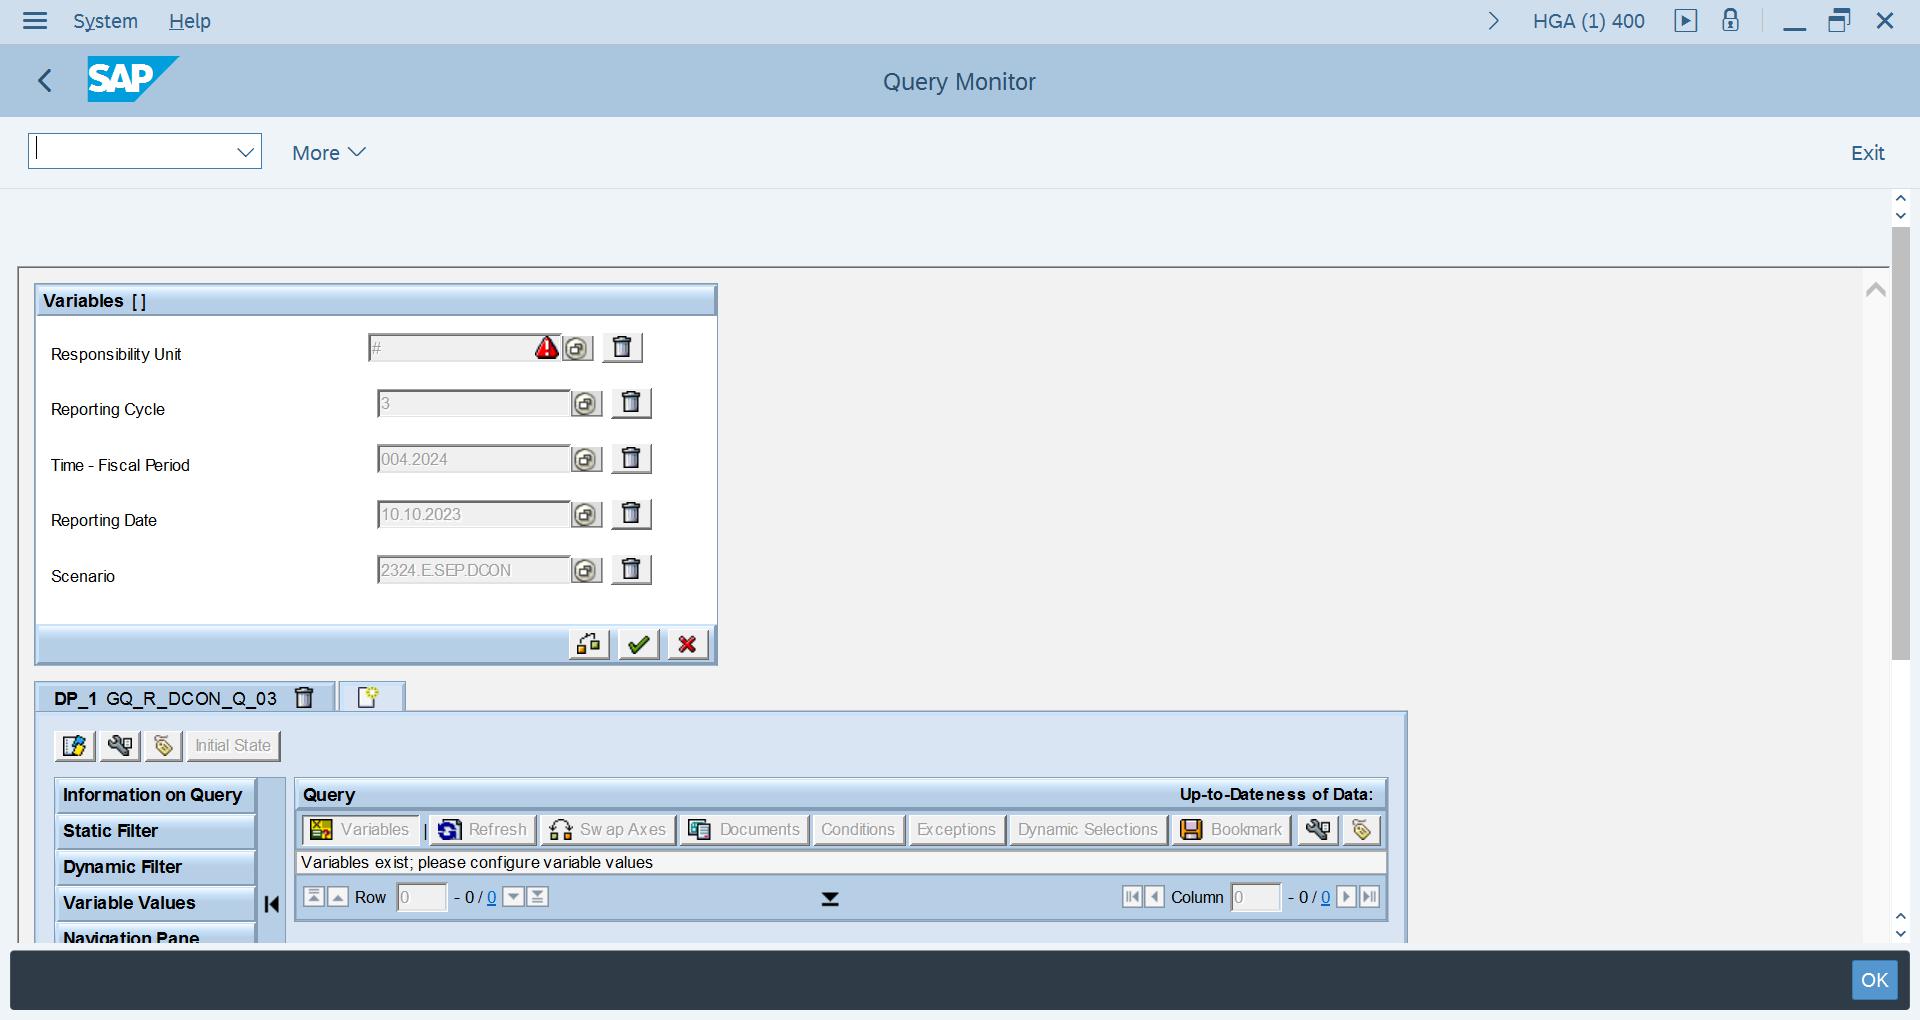 System Help HGA (1) 400
SAP Query Monitor
More Exit
Variables [ ]
Responsibility Unit #
Reporting Cycle 3
Time - Fiscal Period 004.2024
Reporting Date 10.10.2023
Scenario 2324.E.SEP.DCON
DP_1 GQ_R_DCON_Q_03
Initial State
Information on Query
Static Filter
Dynamic Filter
Variable Values
Navigation Pane
Query Up-to-Dateness of Data:
Variables | Refresh Swap Axes Documents Conditions Exceptions Dynamic Selections Bookmark
Variables exist; please configure variable values
Row 0 - 0 / 0 Column 0 - 0 / 0
OK